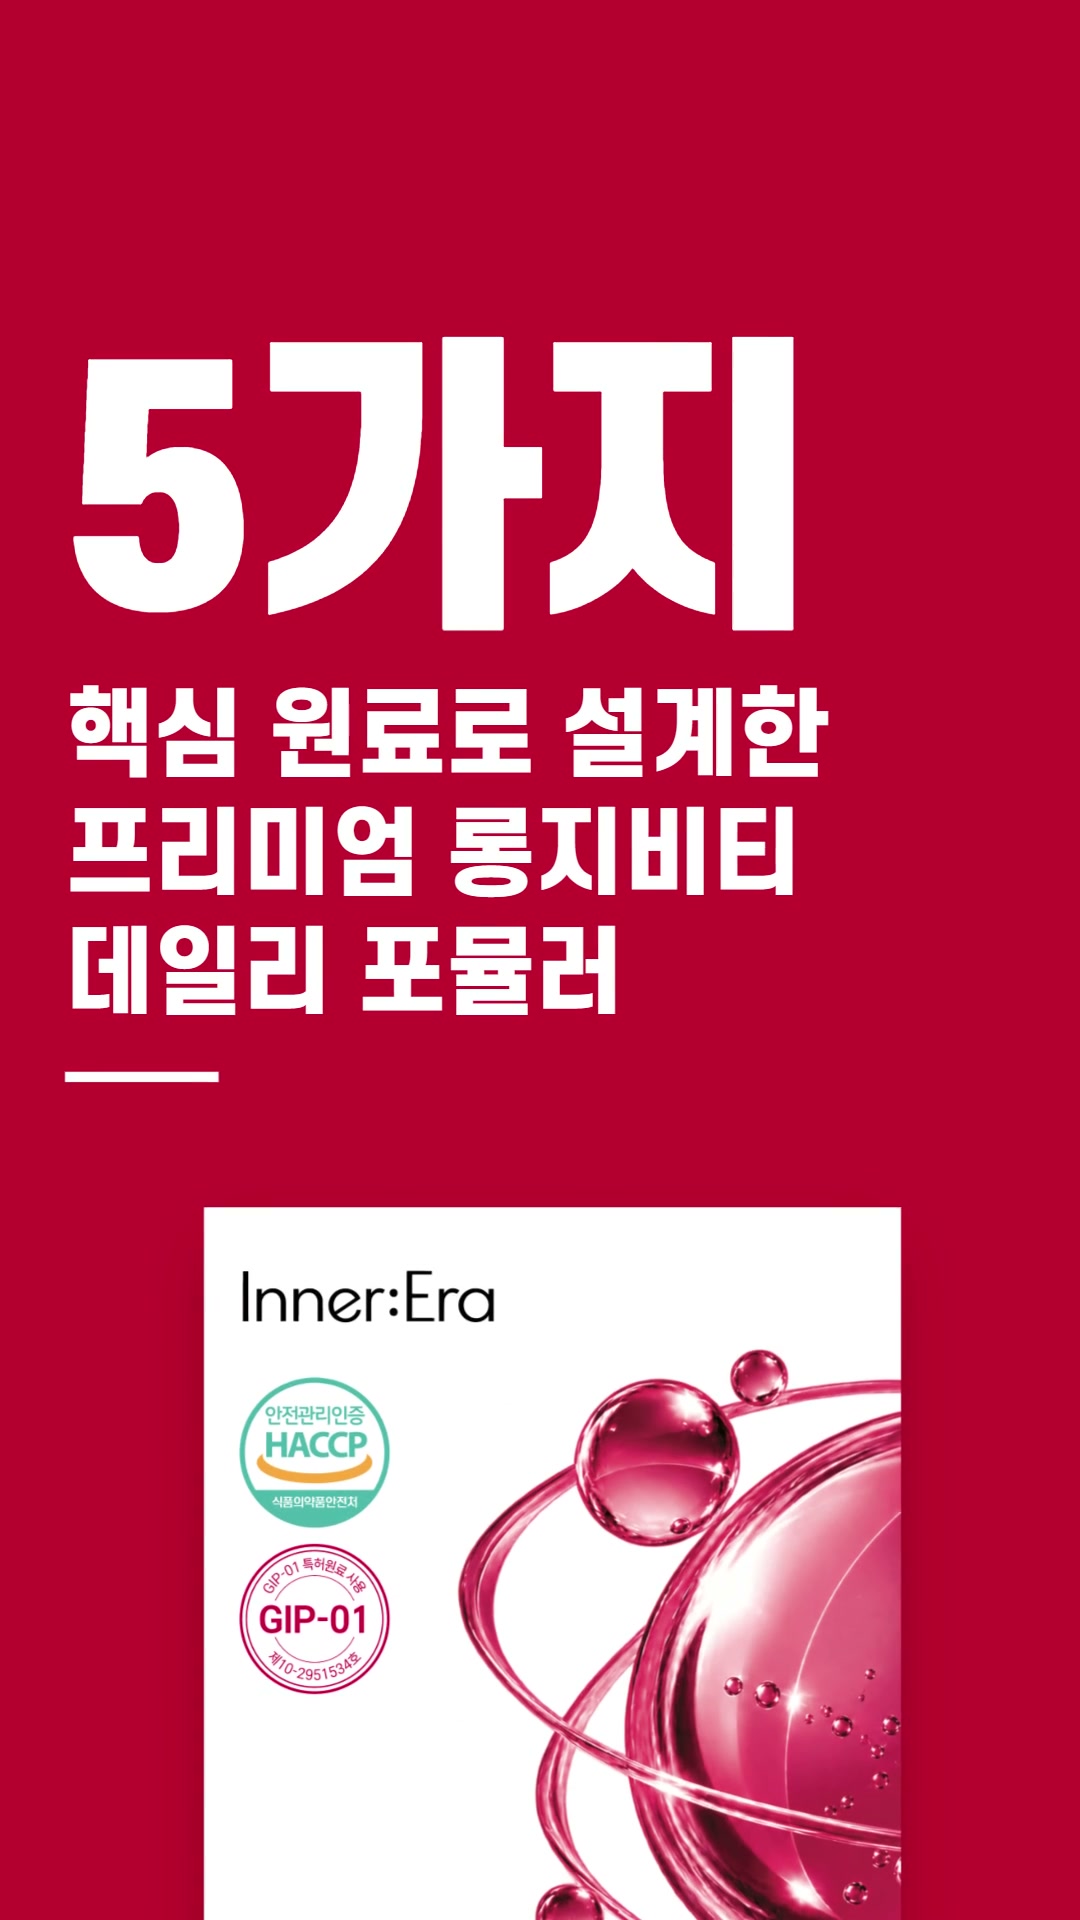 5가지
핵심 원료로 설계한
프리미엄 롱지비티
데일리 포뮬러
Inner:Era
안전관리인증
HACCP
식품의약품안전처
GIP-01 특허원료 사용
GIP-01
제10-2951534호